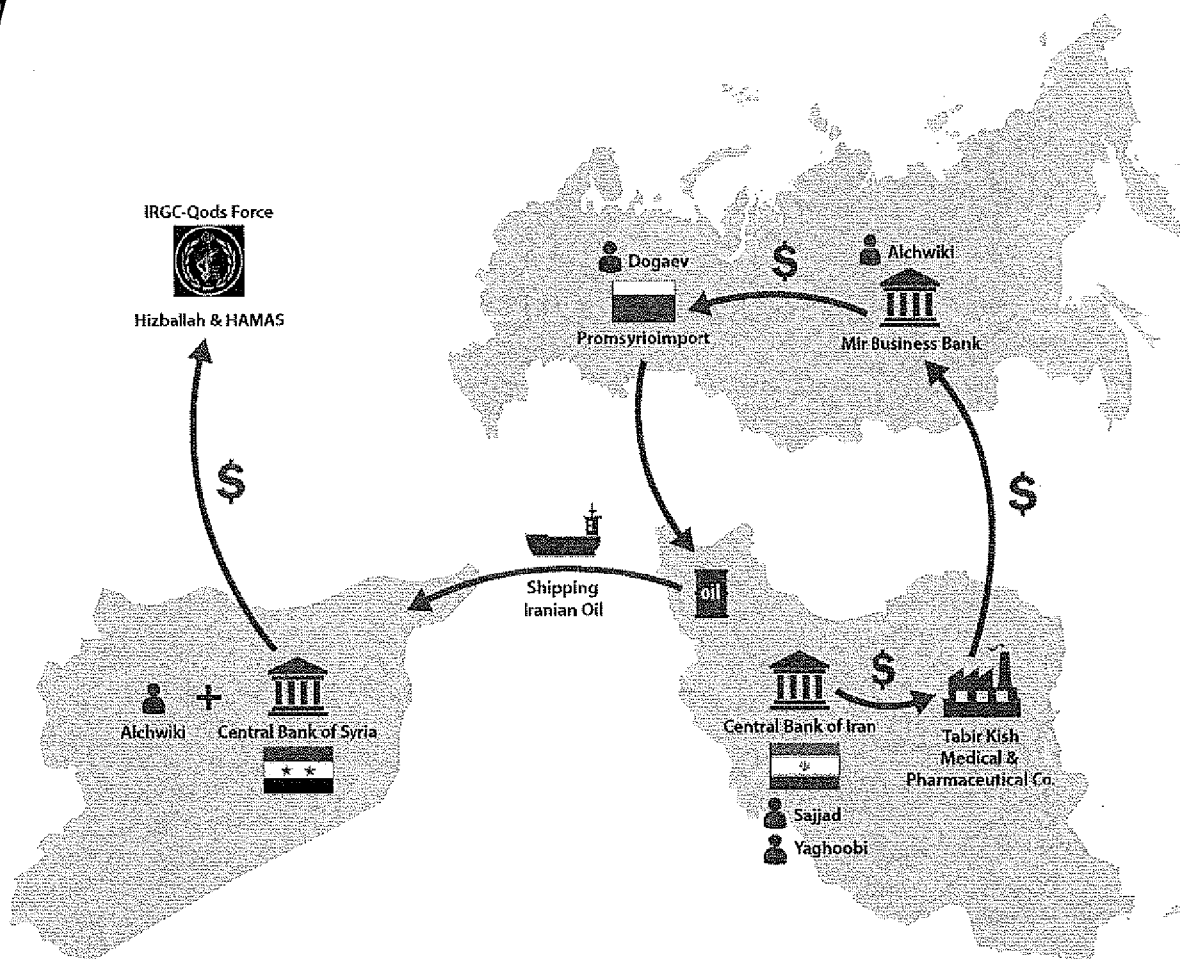 IRGC-Qods Force
Hizballah & HAMAS
Dogaev
$
Alchwiki
Promsyrioimport
Mir Business Bank
$
$
Shipping
Iranian Oil
oil
Alchwiki
+
Central Bank of Syria
$
Central Bank of Iran
Tabir Kish
Medical &
Pharmaceutical Co.
Sajjad
Yaghoobi